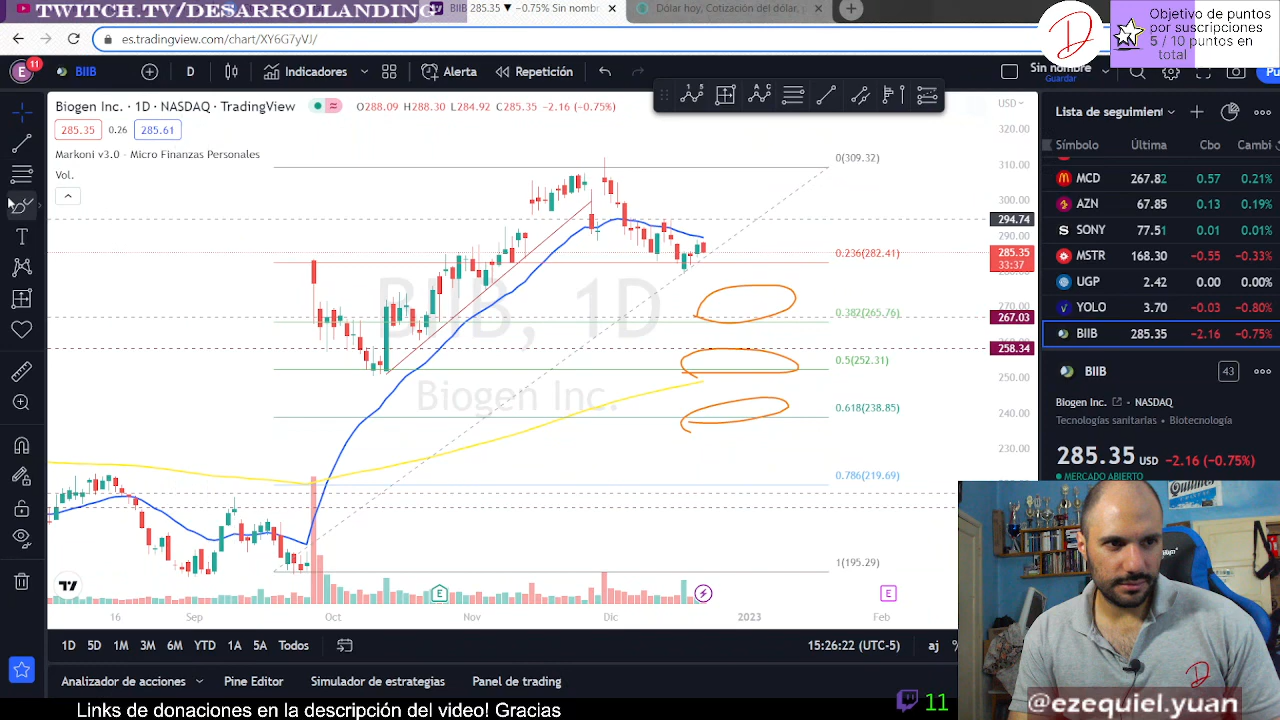 TWITCH.TV/DESARROLLANDING
BIIB 285.35 ▼ −0.75% Sin nombr
Dólar hoy, Cotización del dólar,
Objetivo de puntos
por suscripciones
5 / 10 puntos en
total
es.tradingview.com/chart/XY6G7yVJ/
E
11
BIIB
D
Indicadores
Alerta
Repetición
Sin nombre
Guardar
Biogen Inc. · 1D · NASDAQ · TradingView
O288.09 H288.30 L284.92 C285.35 −2.16 (−0.75%)
285.35
0.26
285.61
Markoni v3.0 - Micro Finanzas Personales
Vol.
USD
320.00
310.00
300.00
294.74
290.00
285.35
33:37
280.00
270.00
267.03
258.34
250.00
240.00
230.00
0(309.32)
0.236(282.41)
0.382(265.76)
0.5(252.31)
0.618(238.85)
0.786(219.69)
1(195.29)
BIIB, 1D
Biogen Inc.
E
E
16
Sep
Oct
Nov
Dic
2023
Feb
1D
5D
1M
3M
6M
YTD
1A
5A
Todos
15:26:22 (UTC-5)
aj
%
Analizador de acciones
Pine Editor
Simulador de estrategias
Panel de trading
Lista de seguimient
Símbolo
Última
Cbo
Cambi
MCD 267.82 0.57 0.21%
AZN 67.85 0.13 0.19%
SONY 77.51 0.01 0.01%
MSTR 168.30 −0.55 −0.33%
UGP 2.42 0.00 0.00%
YOLO 3.70 −0.03 −0.80%
BIIB 285.35 −2.16 −0.75%
BIIB
43
Biogen Inc.
NASDAQ
Tecnologías sanitarias • Biotecnología
285.35 USD −2.16 (−0.75%)
MERCADO ABIERTO
11
@ezequiel.yuan
Links de donaciones en la descripción del video! Gracias